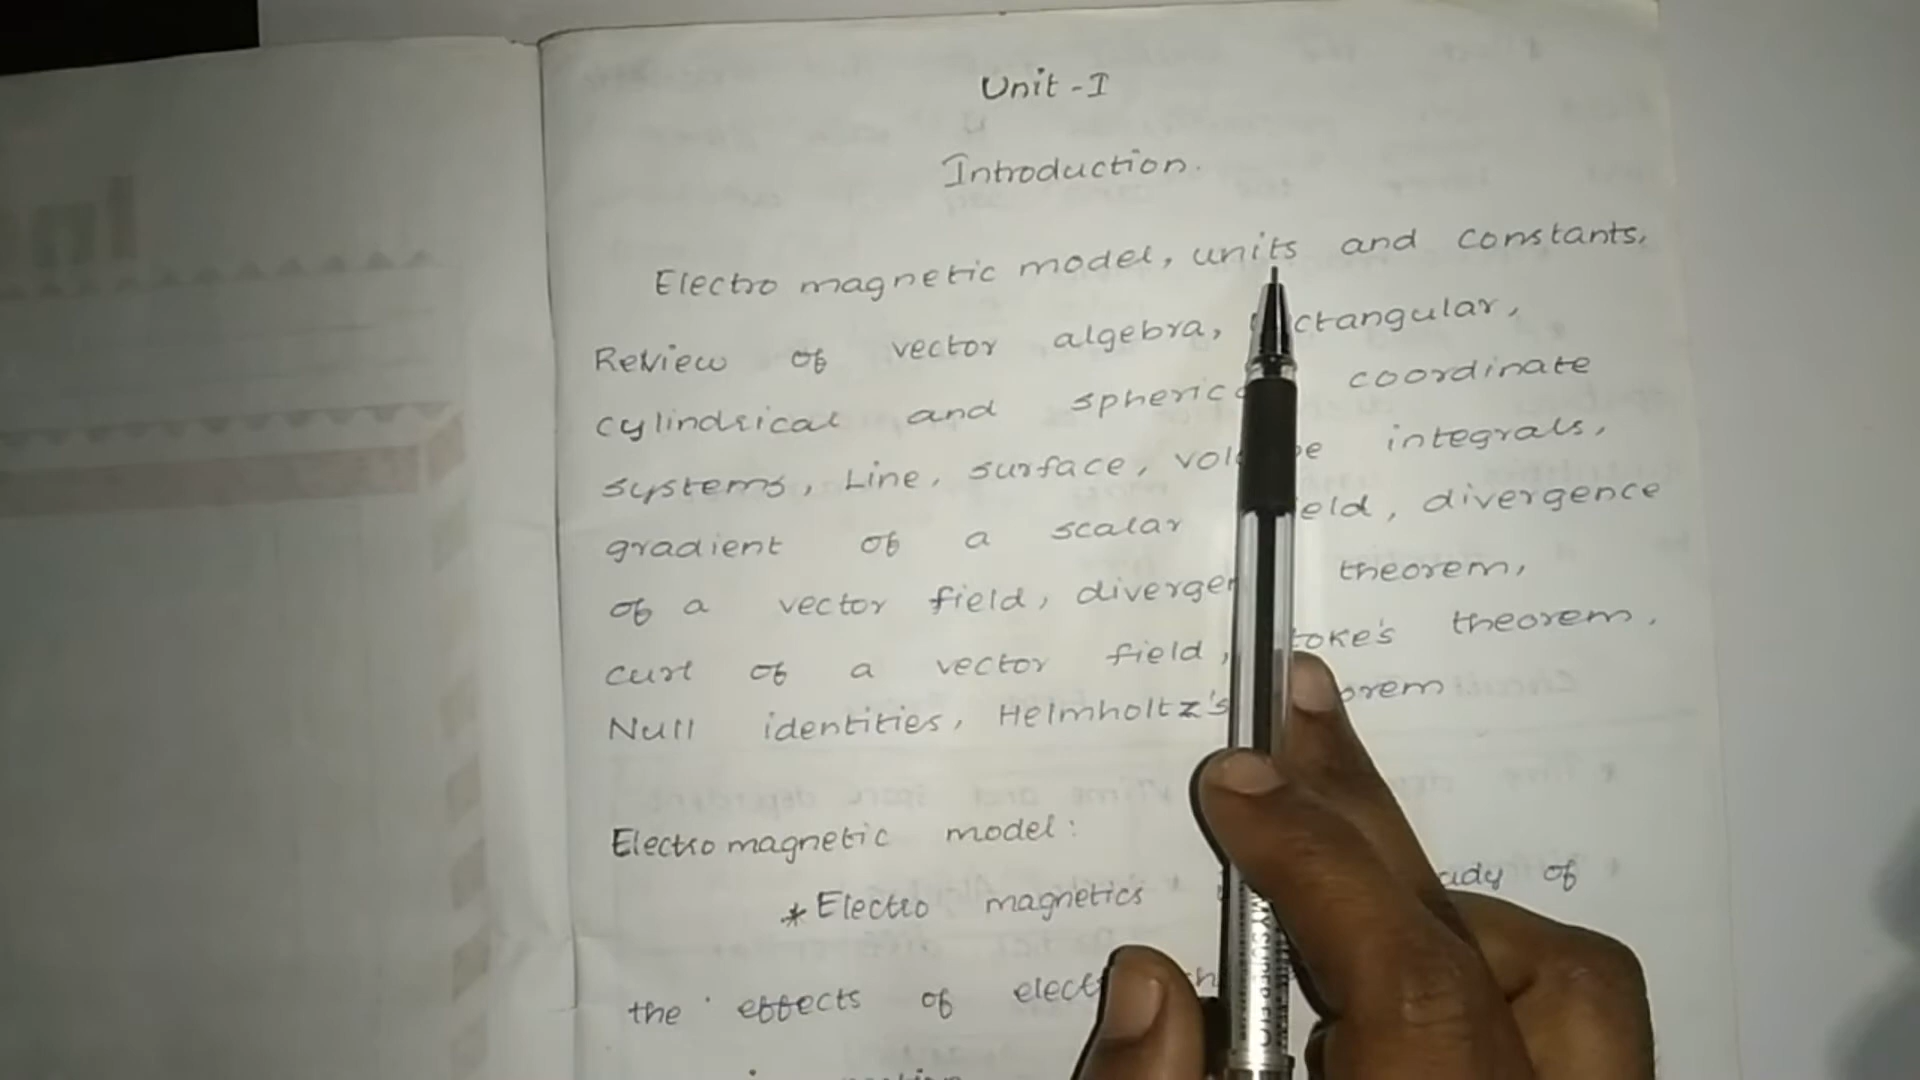 Unit - I
Introduction.
Electro magnetic model, units and constants,
Review of vector algebra, ctangular,
cylindrical and spheric coordinate
systems, Line, surface, vol e integrals,
gradient of a scalar eld, divergence
of a vector field, diverge theorem,
curl of a vector field, toke's theorem,
Null identities, Helmholtz's orem
Electro magnetic model:
* Electro magnetics ady of
the effects of elect